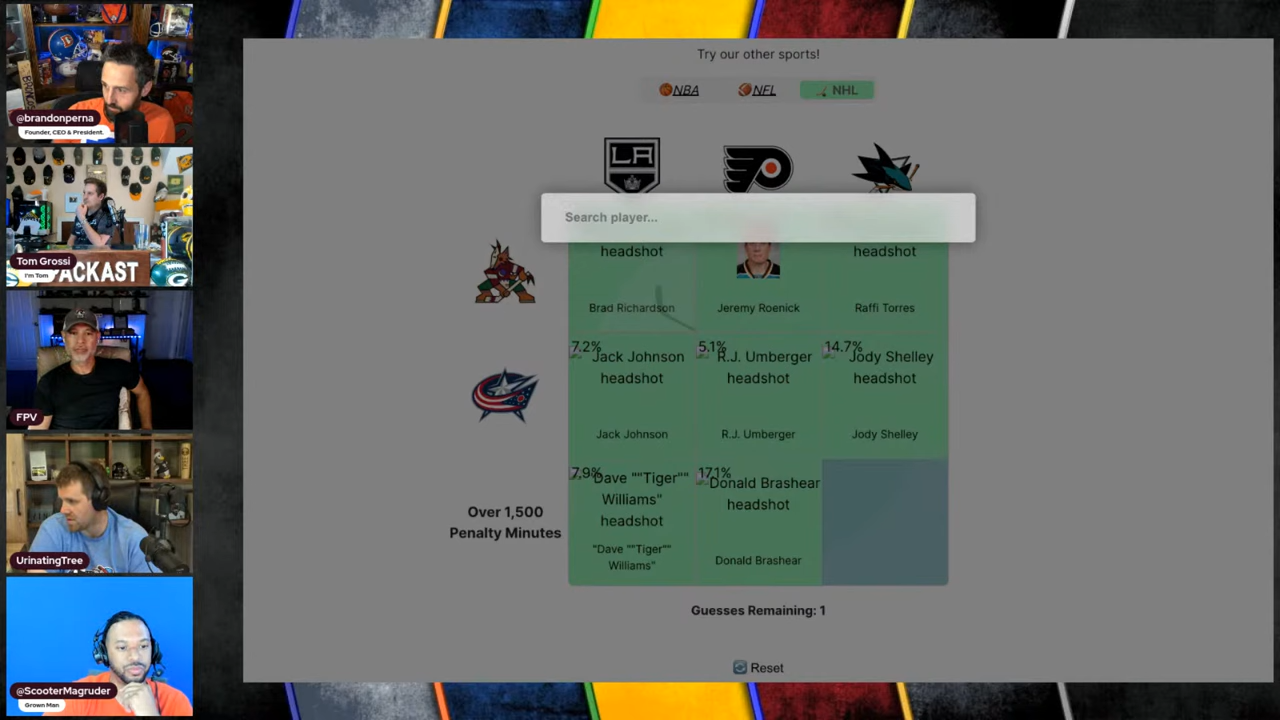 Try our other sports!
NBA
NFL
NHL
LA
Search player...
headshot
headshot
Brad Richardson
Jeremy Roenick
Raffi Torres
7.2%
Jack Johnson
headshot
Jack Johnson
5.1%
R.J. Umberger
headshot
R.J. Umberger
14.7%
Jody Shelley
headshot
Jody Shelley
Over 1,500
Penalty Minutes
7.9%
Dave ""Tiger""
Williams"
headshot
"Dave ""Tiger""
Williams"
17.1%
Donald Brashear
headshot
Donald Brashear
Guesses Remaining: 1
Reset
@brandonperna
Founder, CEO & President.
Tom Grossi
I'm Tom
PACKAST
FPV
UrinatingTree
@ScooterMagruder
Grown Man